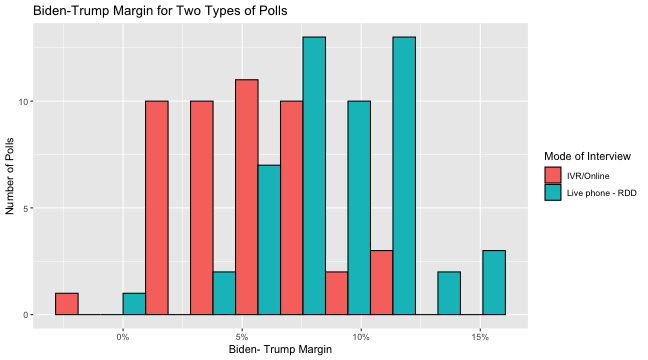 Biden-Trump Margin for Two Types of Polls
Number of Polls
10
5
0
0%
5%
10%
15%
Biden- Trump Margin
Mode of Interview
IVR/Online
Live phone - RDD